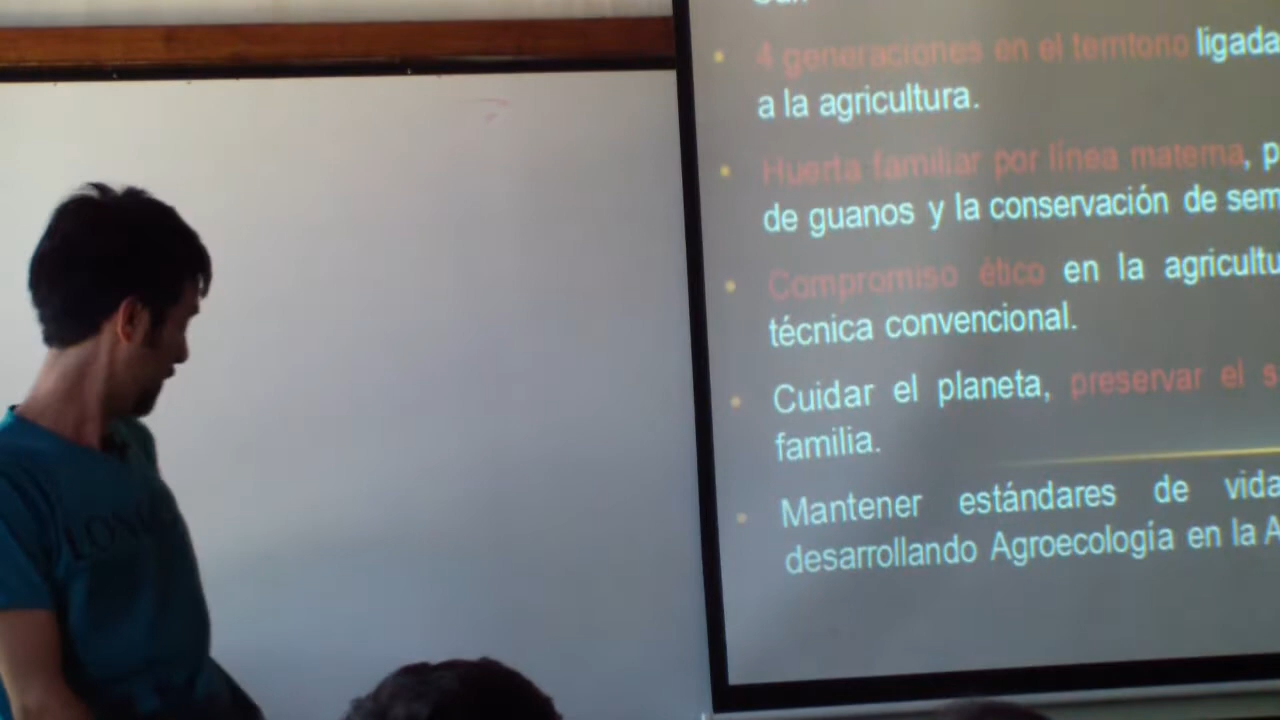 4 generaciones en el territorio ligada
a la agricultura.
Huerta familiar por línea materna, p
de guanos y la conservación de sem
Compromiso ético en la agricultu
técnica convencional.
Cuidar el planeta, preservar el s
familia.
Mantener estándares de vida
desarrollando Agroecología en la A